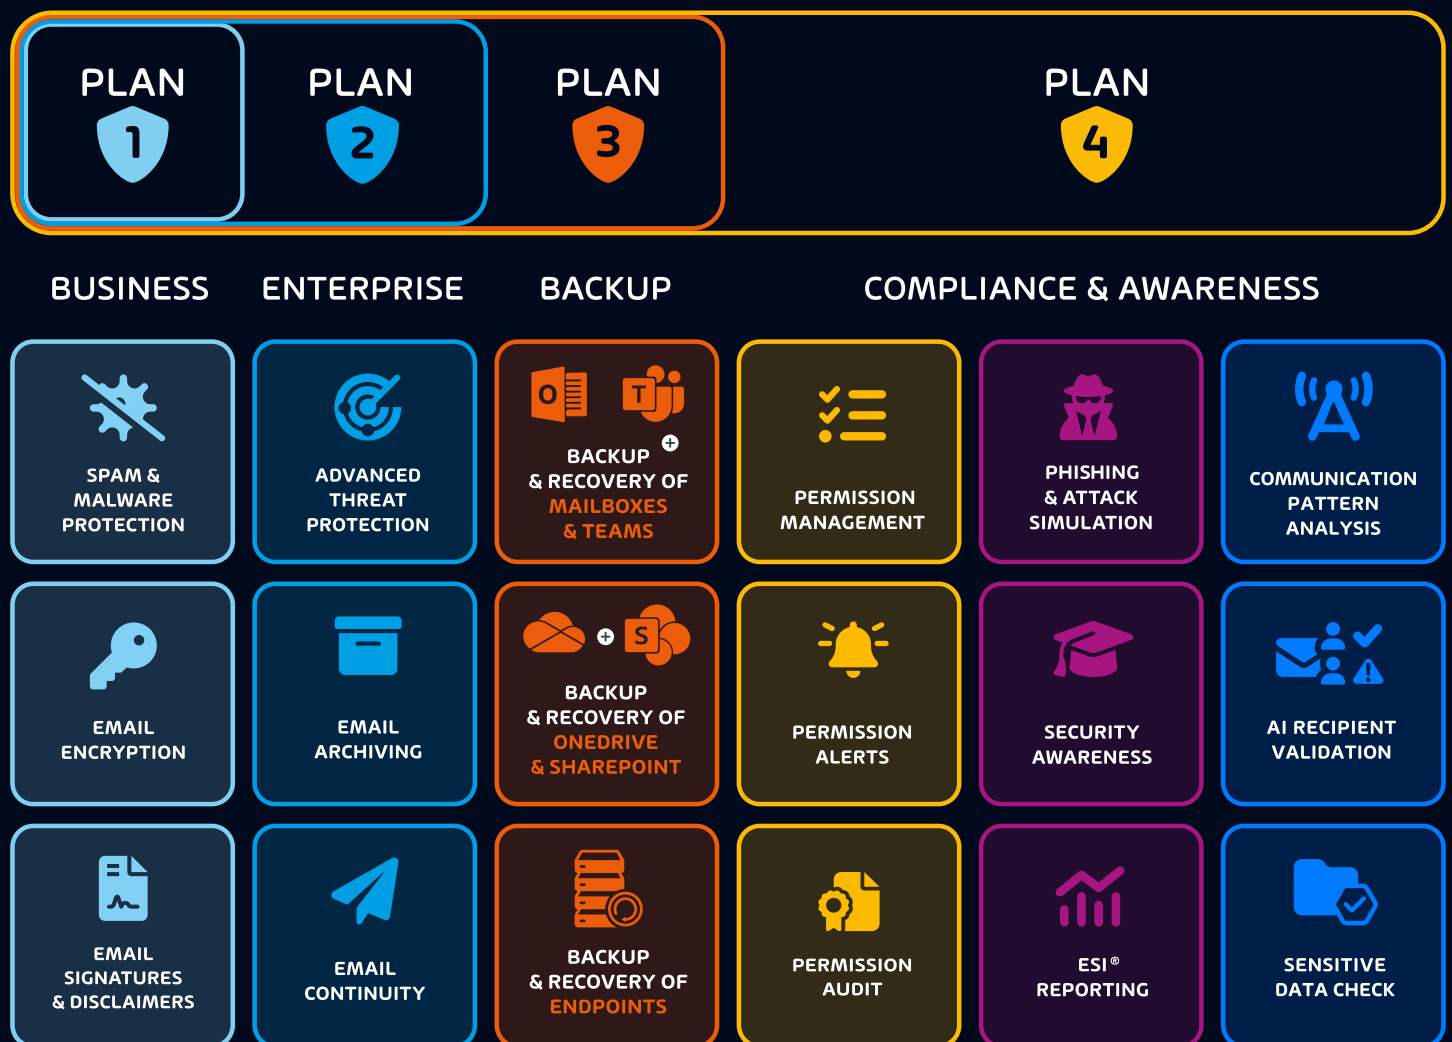 PLAN
1
PLAN
2
PLAN
3
PLAN
4
BUSINESS
ENTERPRISE
BACKUP
COMPLIANCE & AWARENESS
SPAM &
MALWARE
PROTECTION
ADVANCED
THREAT
PROTECTION
O
T
BACKUP
& RECOVERY OF
MAILBOXES
& TEAMS
PERMISSION
MANAGEMENT
PHISHING
& ATTACK
SIMULATION
COMMUNICATION
PATTERN
ANALYSIS
EMAIL
ENCRYPTION
EMAIL
ARCHIVING
S
BACKUP
& RECOVERY OF
ONEDRIVE
& SHAREPOINT
PERMISSION
ALERTS
SECURITY
AWARENESS
AI RECIPIENT
VALIDATION
EMAIL
SIGNATURES
& DISCLAIMERS
EMAIL
CONTINUITY
BACKUP
& RECOVERY OF
ENDPOINTS
PERMISSION
AUDIT
ESI®
REPORTING
SENSITIVE
DATA CHECK